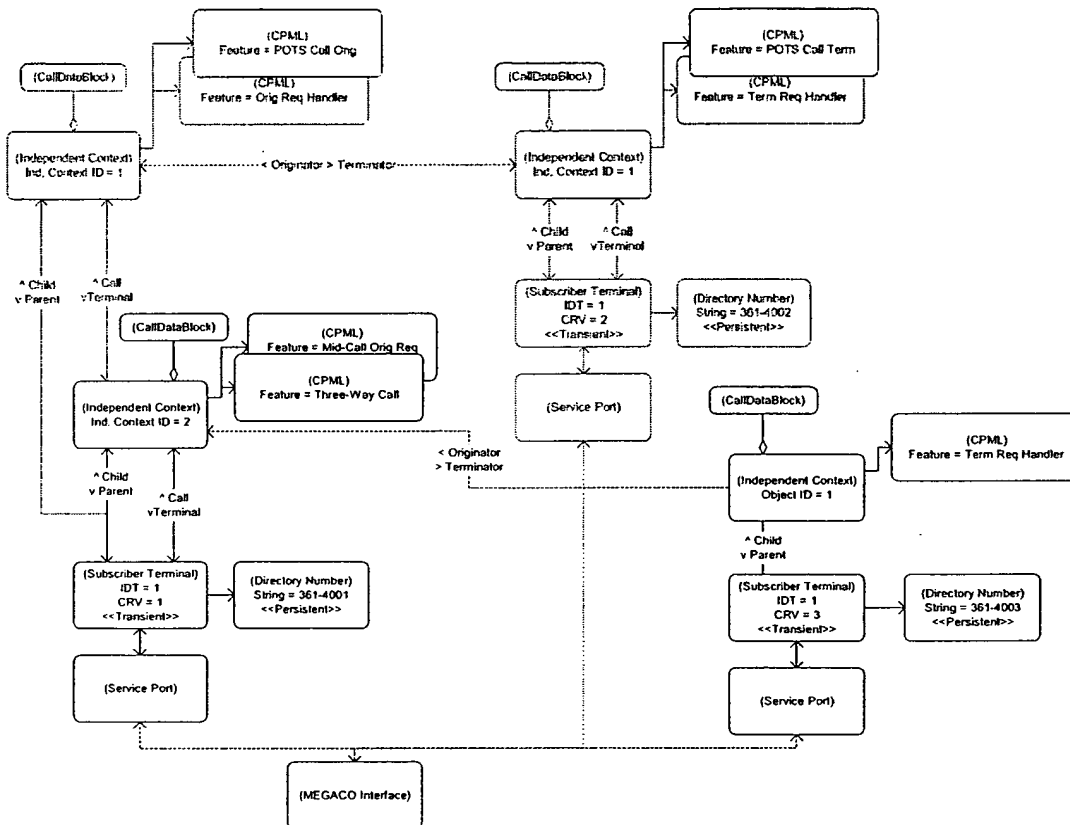 (CPML)
Feature = POTS Call Orig
(CPML)
Feature = Orig Req Handler
(CallDataBlock)
(Independent Context)
Ind. Context ID = 1
(CPML)
Feature = POTS Call Term
(CPML)
Feature = Term Req Handler
(CallDataBlock)
(Independent Context)
Ind. Context ID = 1
< Originator > Terminator
^ Child
v Parent
^ Call
vTerminal
^ Child
v Parent
^ Call
vTerminal
(Subscriber Terminal)
IDT = 1
CRV = 2
<<Transient>>
(Directory Number)
String = 361-4002
<<Persistent>>
(Service Port)
(CallDataBlock)
(CPML)
Feature = Mid-Call Orig Req
(CPML)
Feature = Three-Way Call
(Independent Context)
Ind. Context ID = 2
< Originator
> Terminator
(CallDataBlock)
(CPML)
Feature = Term Req Handler
(Independent Context)
Object ID = 1
^ Child
v Parent
^ Call
vTerminal
^ Child
v Parent
(Subscriber Terminal)
IDT = 1
CRV = 1
<<Transient>>
(Directory Number)
String = 361-4001
<<Persistent>>
(Subscriber Terminal)
IDT = 1
CRV = 3
<<Transient>>
(Directory Number)
String = 361-4003
<<Persistent>>
(Service Port)
(Service Port)
(MEGACO Interface)